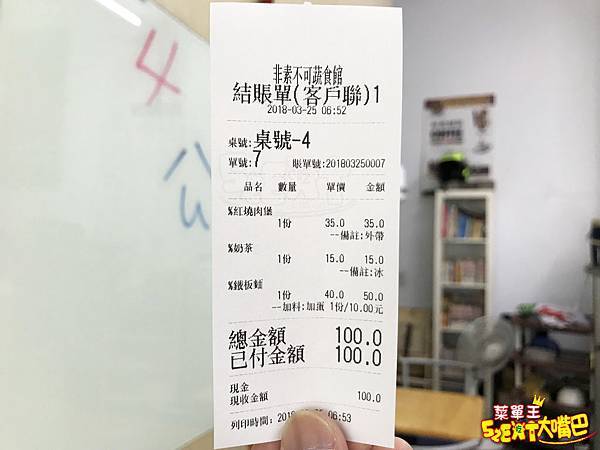 非素不可蔬食館
結賬單(客戶聯)1
2018-03-25 06:52
桌號:桌號-4
單號:7 賬單號:201803250007
品名 數量 單價 金額
%紅燒肉堡
1份 35.0 35.0
--備註:外帶
%奶茶
1份 15.0 15.0
--備註:冰
%鐵板麵
1份 40.0 50.0
--加料:加蛋 1份/10.00元
總金額 100.0
已付金額 100.0
現金
現收金額 100.0
列印時間: 06:53
4
菜單王
大嘴巴